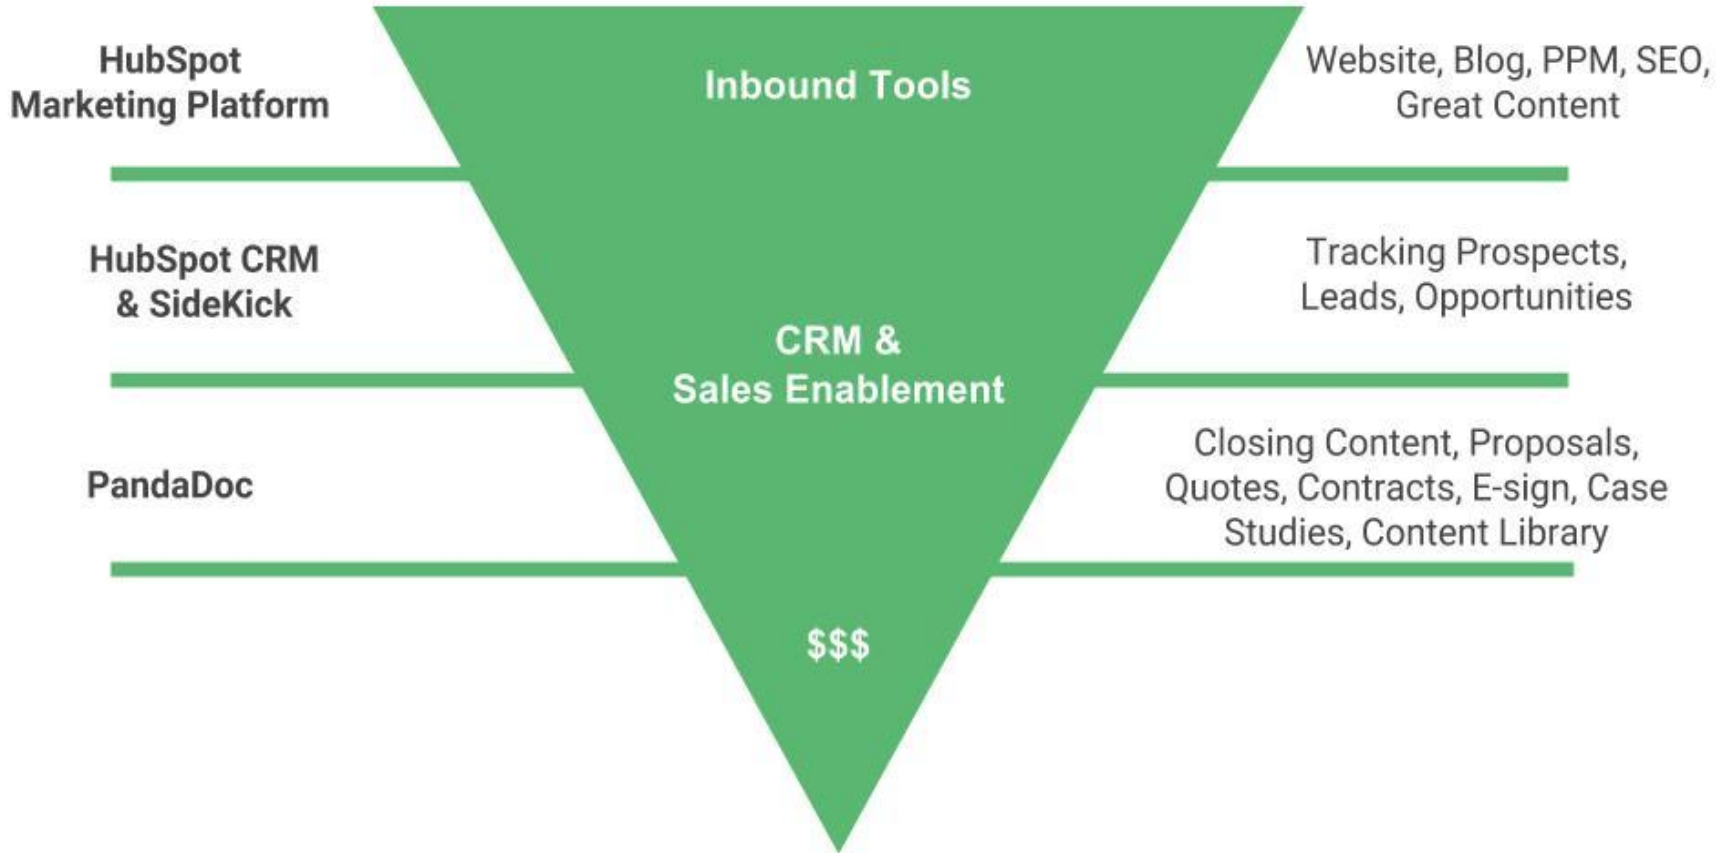 HubSpot
Marketing Platform
Inbound Tools
Website, Blog, PPM, SEO,
Great Content
HubSpot CRM
& SideKick
Tracking Prospects,
Leads, Opportunities
CRM &
Sales Enablement
PandaDoc
Closing Content, Proposals,
Quotes, Contracts, E-sign, Case
Studies, Content Library
$$$